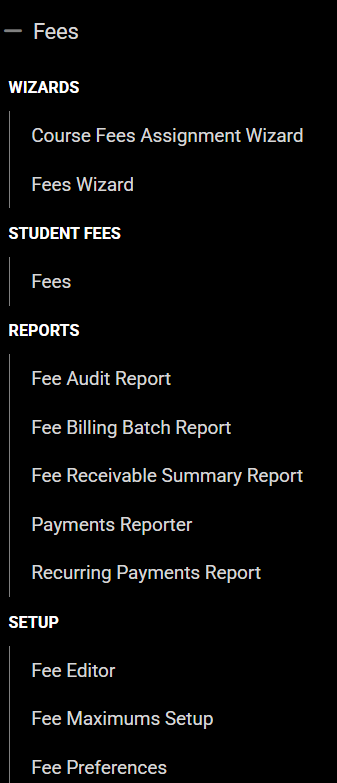 Fees
WIZARDS
Course Fees Assignment Wizard
Fees Wizard
STUDENT FEES
Fees
REPORTS
Fee Audit Report
Fee Billing Batch Report
Fee Receivable Summary Report
Payments Reporter
Recurring Payments Report
SETUP
Fee Editor
Fee Maximums Setup
Fee Preferences